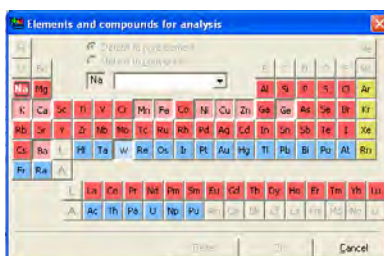 Elements and compounds for analysis
Default to pure element
Na
Na Mg Al Si P S Cl Ar
K Ca Sc Ti V Cr Mn Fe Co Ni Cu Zn Ga Ge As Se Br Kr
Rb Sr Y Zr Nb Mo Tc Ru Rh Pd Ag Cd In Sn Sb Te I Xe
Cs Ba L Hf Ta W Re Os Ir Pt Au Hg Tl Pb Bi Po At Rn
Fr Ra A
L La Ce Pr Nd Pm Sm Eu Gd Tb Dy Ho Er Tm Yb Lu
A Ac Th Pa U Np Pu
Cancel